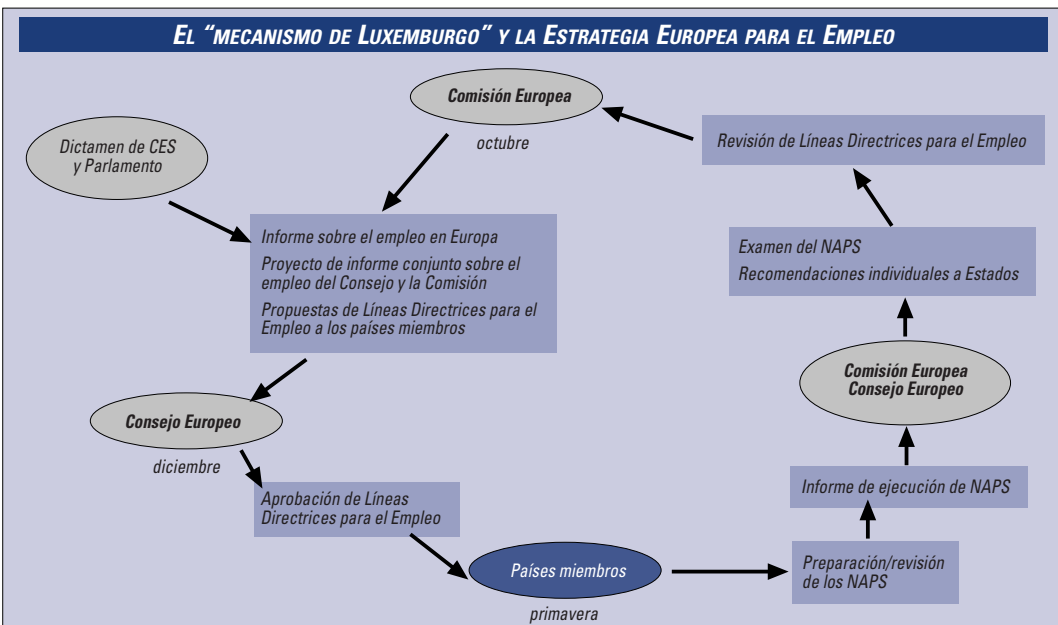 EL “MECANISMO DE LUXEMBURGO” Y LA ESTRATEGIA EUROPEA PARA EL EMPLEO
Comisión Europea
octubre
Dictamen de CES
y Parlamento
Informe sobre el empleo en Europa
Proyecto de informe conjunto sobre el
empleo del Consejo y la Comisión
Propuestas de Líneas Directrices para el
Empleo a los países miembros
Consejo Europeo
diciembre
Aprobación de Líneas
Directrices para el Empleo
Países miembros
primavera
Preparación/revisión
de los NAPS
Informe de ejecución de NAPS
Comisión Europea
Consejo Europeo
Examen del NAPS
Recomendaciones individuales a Estados
Revisión de Líneas Directrices para el Empleo